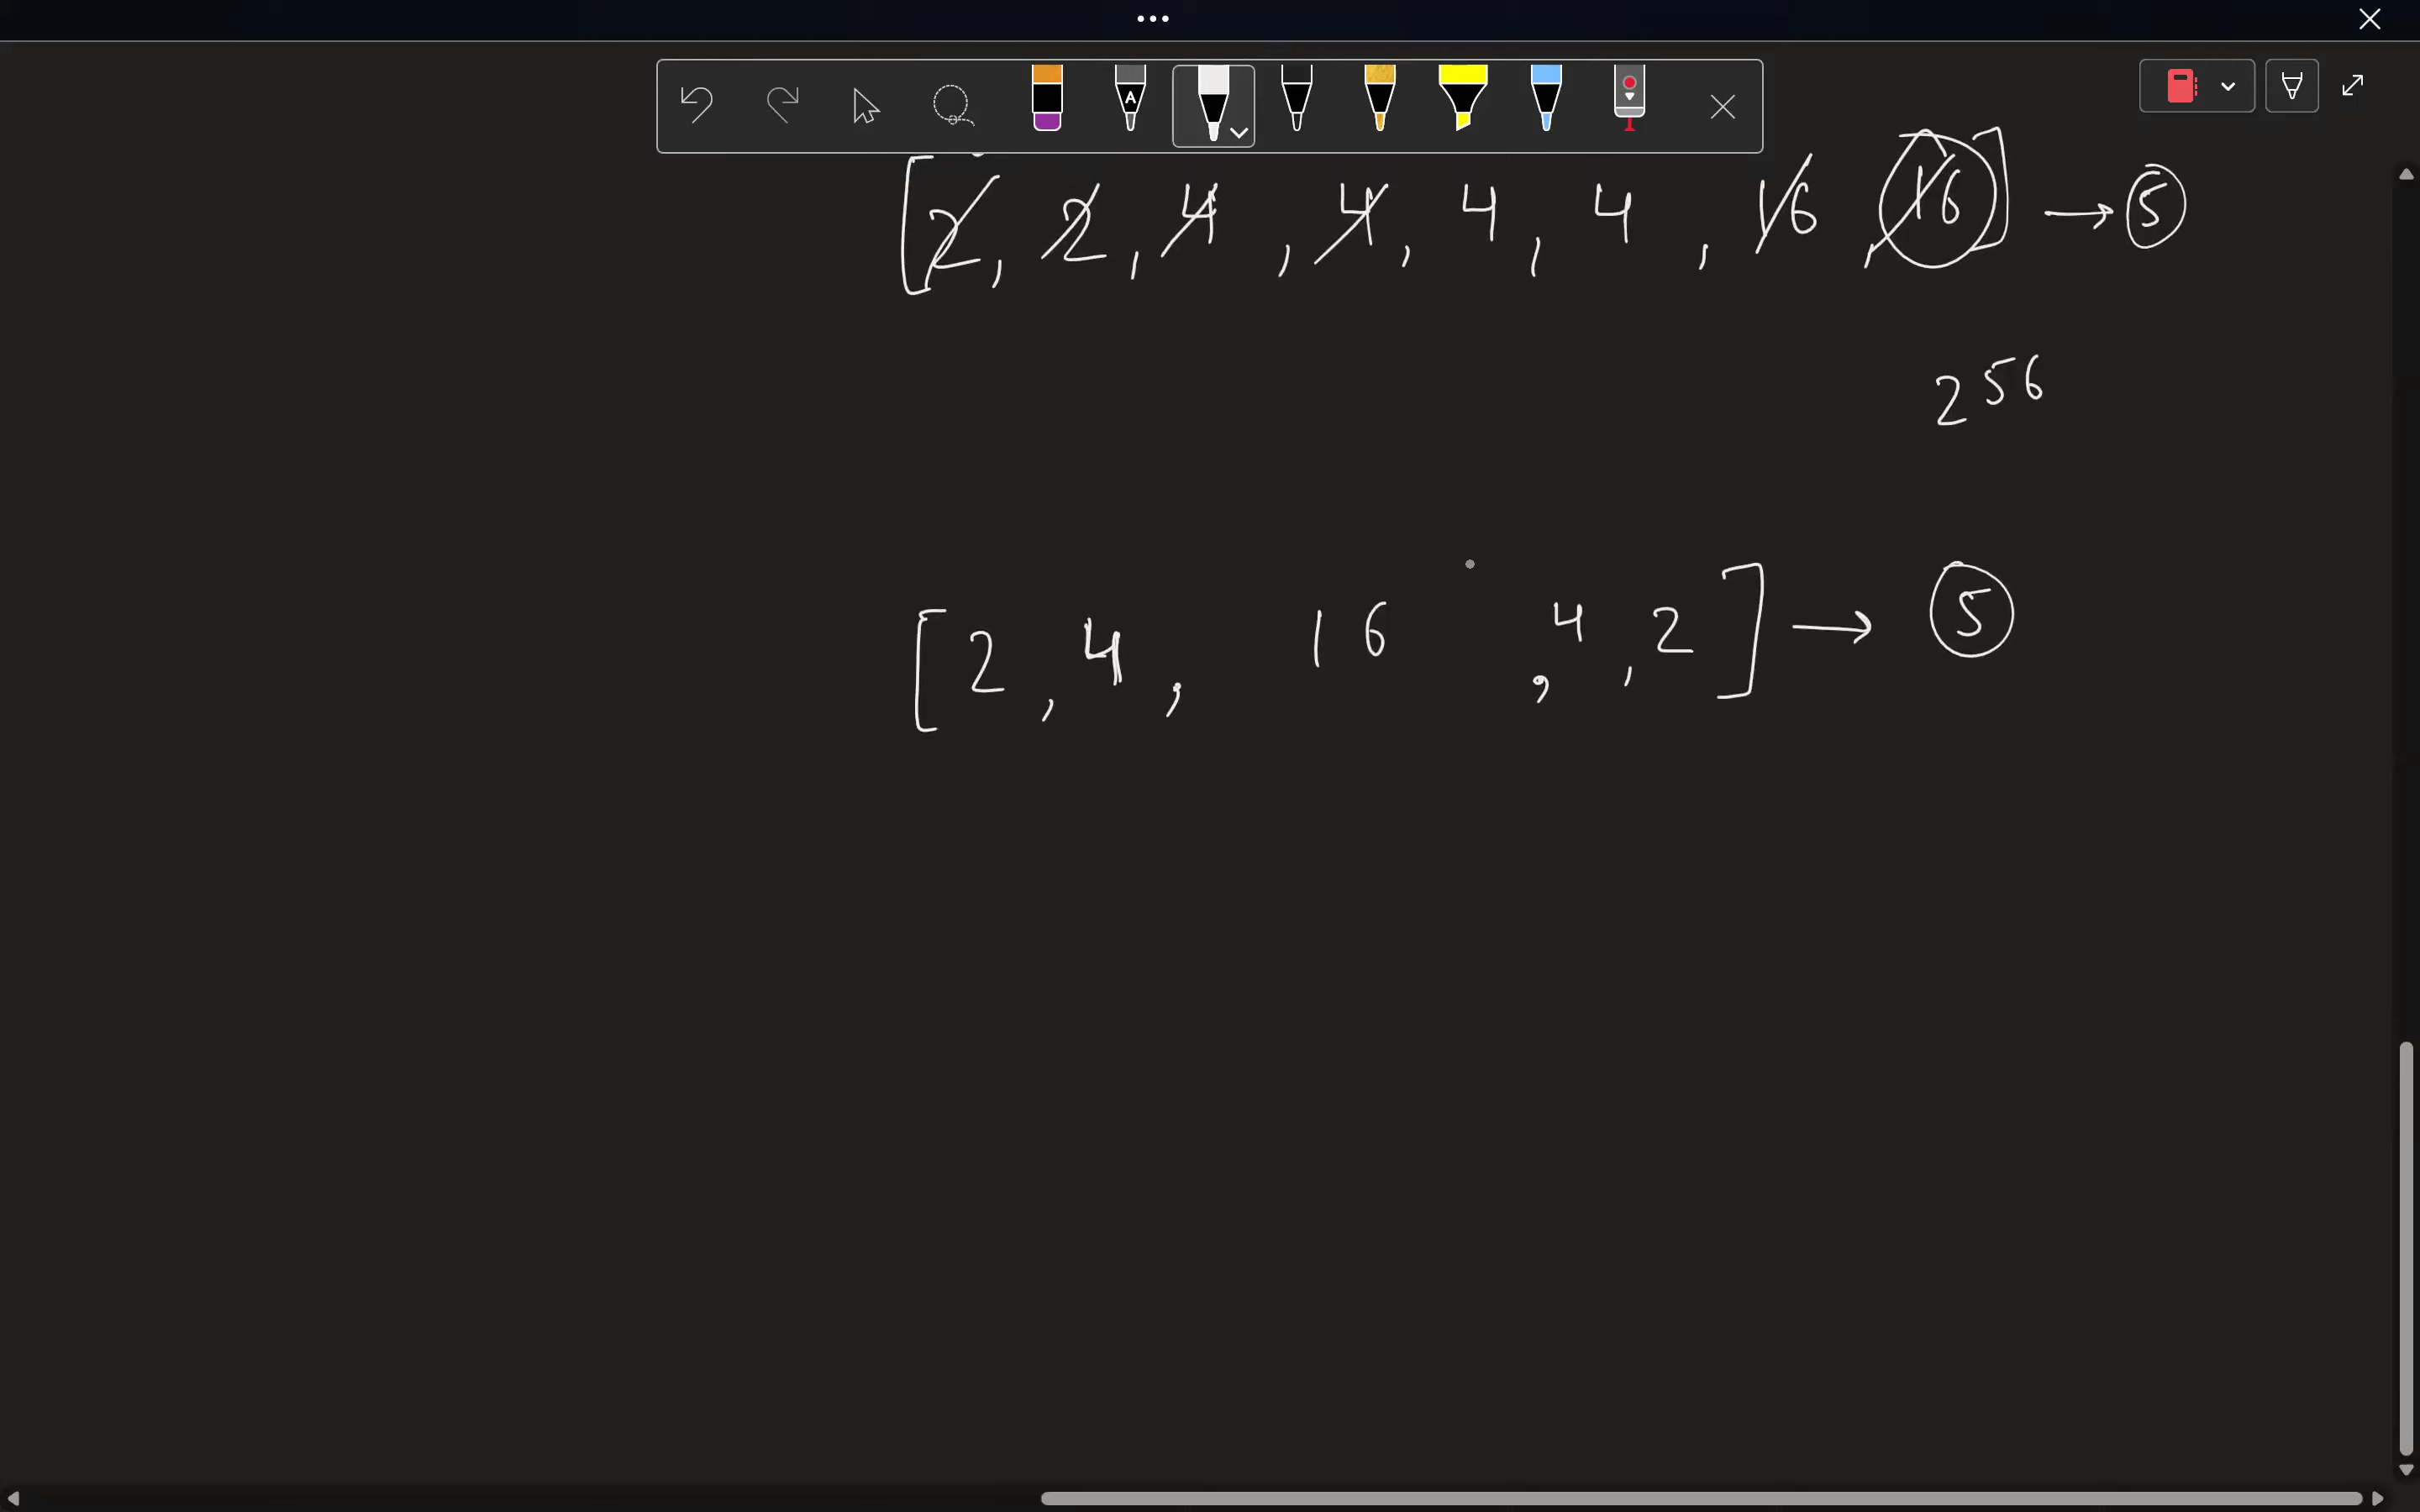 [2, 2, 4, 4, 4, 4, 16, 16] → 5
256
[2, 4, 16, 4, 2] → 5